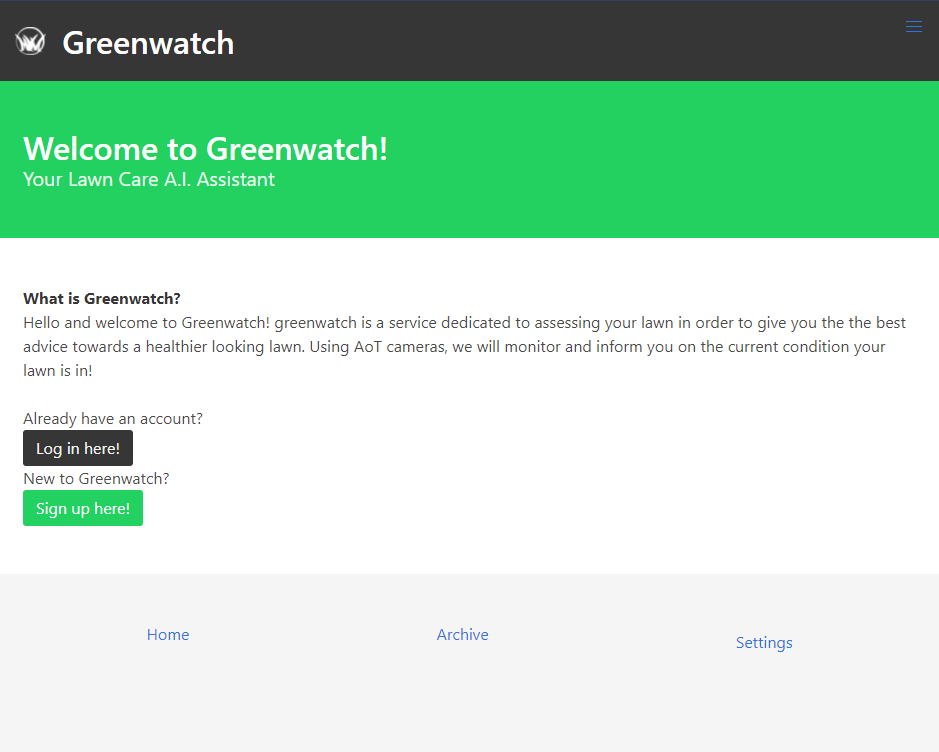 Greenwatch
Welcome to Greenwatch!
Your Lawn Care A.I. Assistant
What is Greenwatch?
Hello and welcome to Greenwatch! greenwatch is a service dedicated to assessing your lawn in order to give you the the best
advice towards a healthier looking lawn. Using AoT cameras, we will monitor and inform you on the current condition your
lawn is in!
Already have an account?
Log in here!
New to Greenwatch?
Sign up here!
Home
Archive
Settings